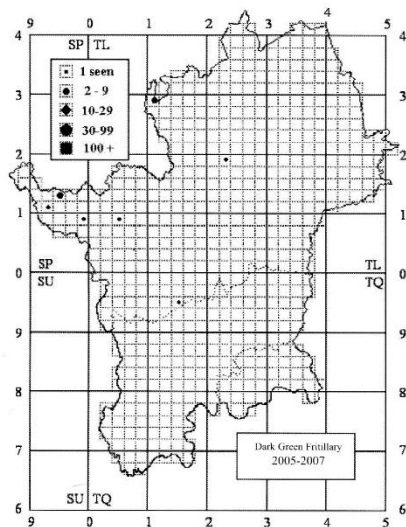 9 0 1 2 3 4 5
4 4
SP TL
1 seen
2 - 9
10-29
30-99
100 +
3 3
2 2
1 1
SP TL
0 0
SU TQ
9 9
8 8
7 7
Dark Green Fritillary
2005-2007
SU TQ
6 6
9 0 1 2 3 4 5